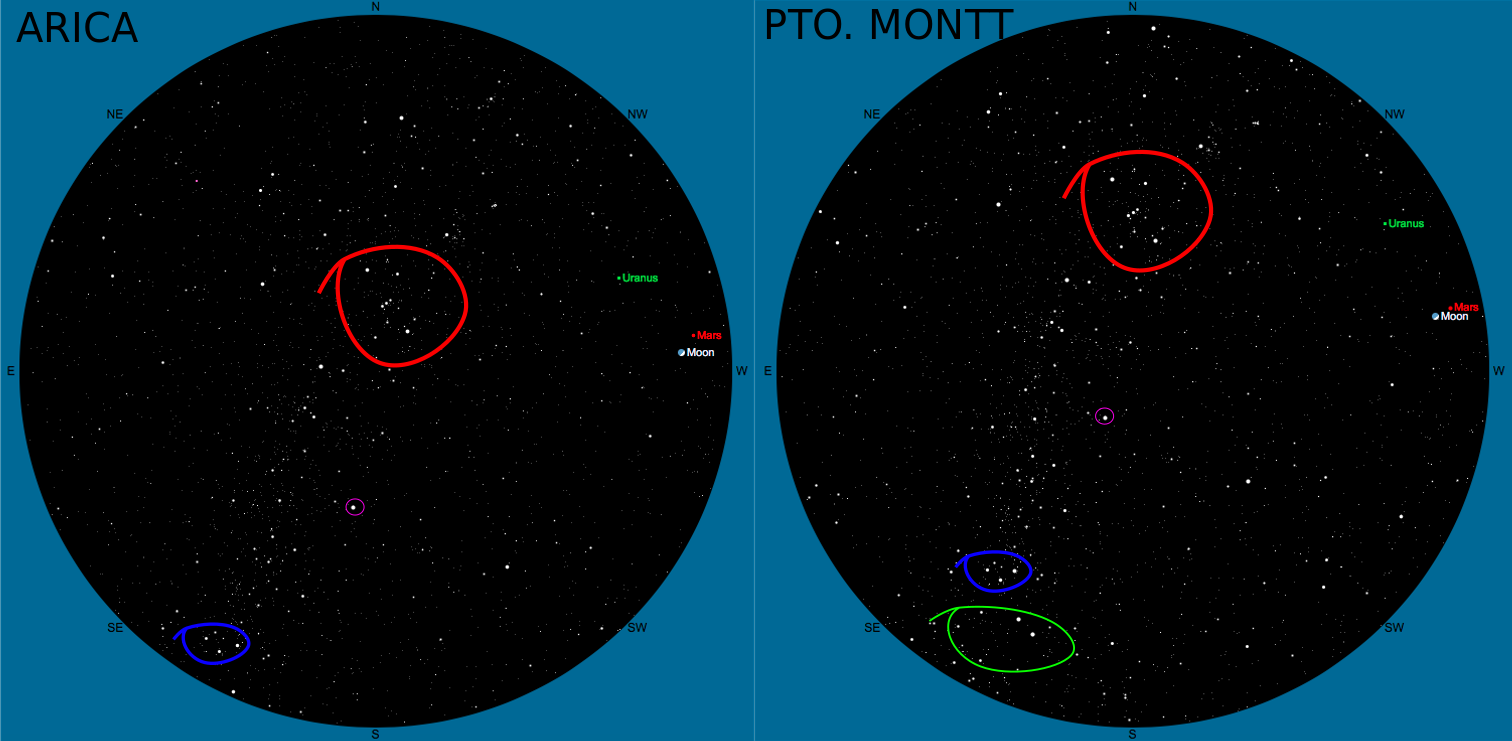 ARICA
N
NE
NW
Uranus
Mars
Moon
E
W
SE
SW
S
PTO. MONTT
N
NE
NW
Uranus
Mars
Moon
E
W
SE
SW
S